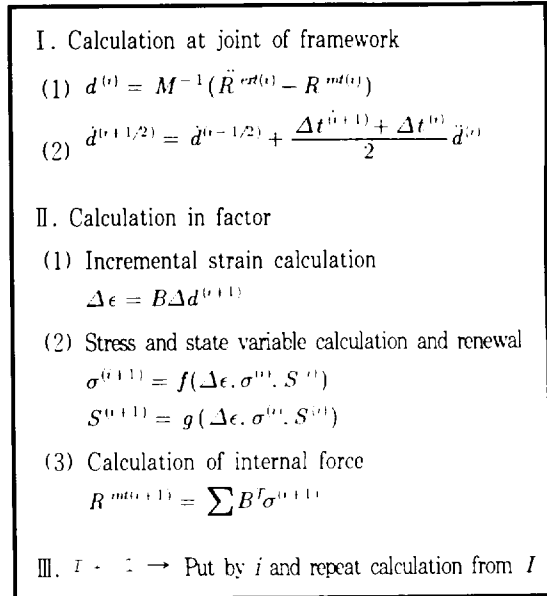 Ⅰ. Calculation at joint of framework
(1) d⁽ⁱ⁾ = M⁻¹(R̈ ᵉˣᵗ⁽ⁱ⁾ − R ⁱⁿᵗ⁽ⁱ⁾)
(2) ḋ⁽ⁱ⁺¹/²⁾ = ḋ⁽ⁱ⁻¹/²⁾ + (Δt⁽ⁱ⁺¹⁾ + Δt⁽ⁱ⁾)/2 d̈⁽ⁱ⁾
Ⅱ. Calculation in factor
(1) Incremental strain calculation
Δϵ = BΔd⁽ⁱ⁺¹⁾
(2) Stress and state variable calculation and renewal
σ⁽ⁱ⁺¹⁾ = f(Δϵ. σ⁽ⁱ⁾. S⁽ⁱ⁾)
S⁽ⁱ⁺¹⁾ = g(Δϵ. σ⁽ⁱ⁾. S⁽ⁱ⁾)
(3) Calculation of internal force
R ⁱⁿᵗ⁽ⁱ⁺¹⁾ = ∑ Bᵀσ⁽ⁱ⁺¹⁾
Ⅲ. → Put by i and repeat calculation from I